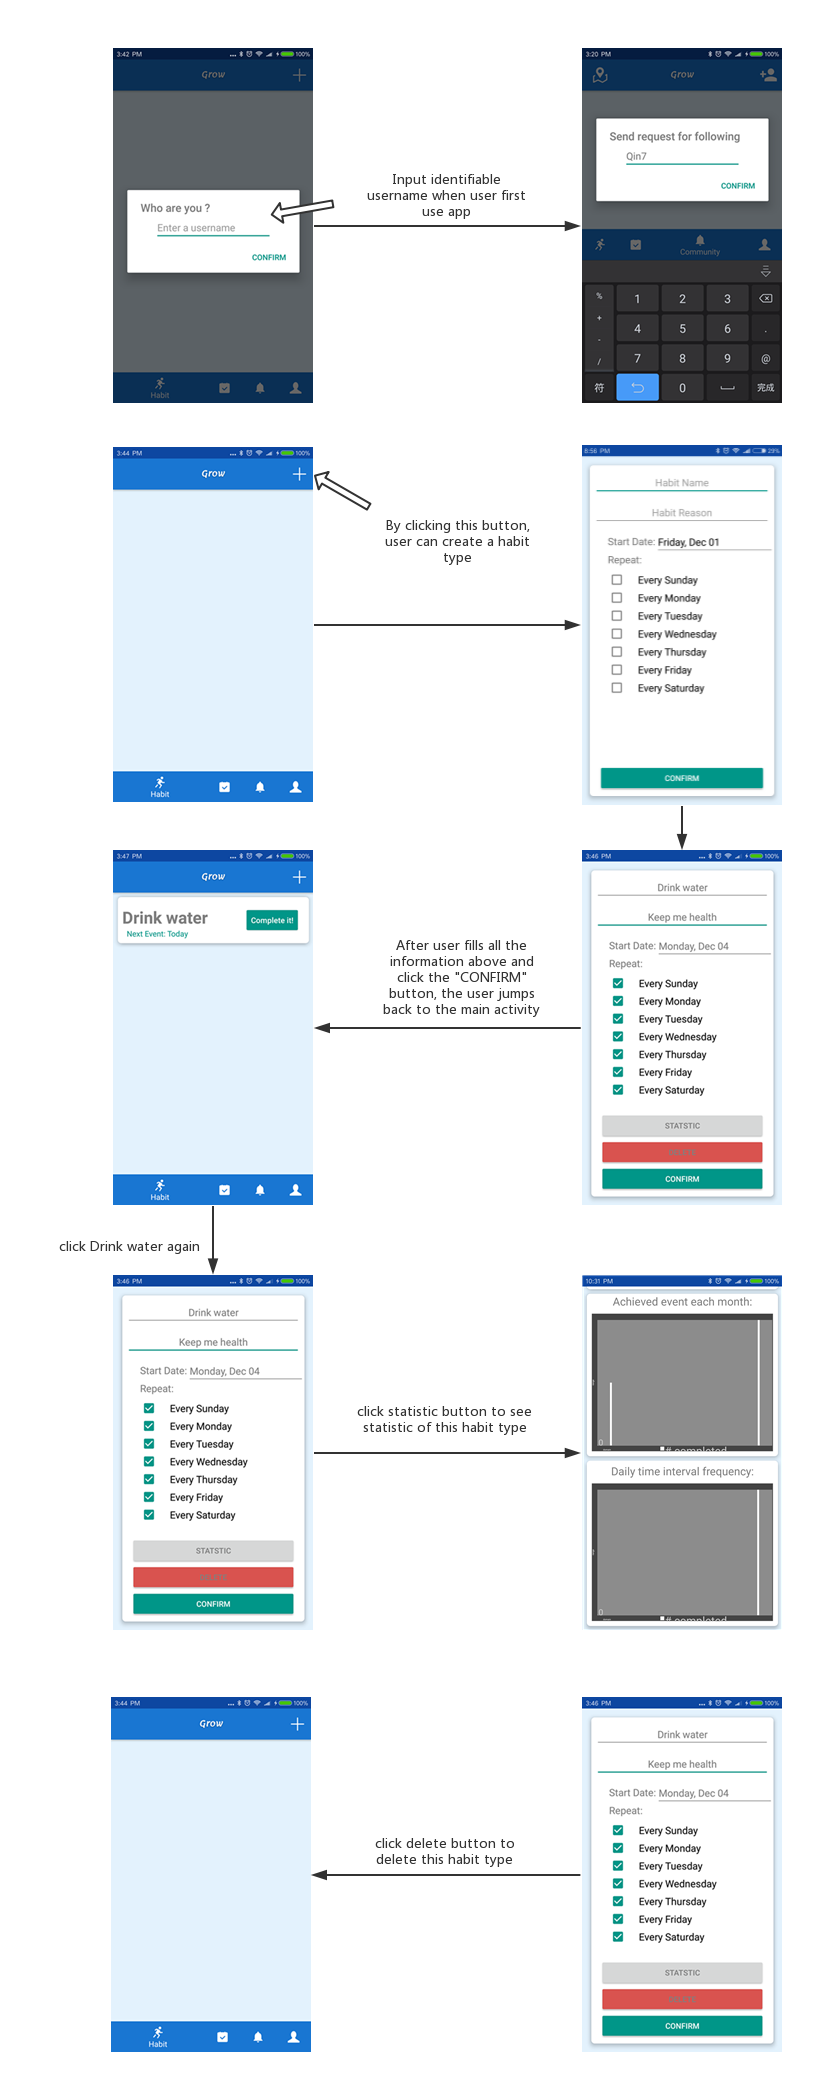 3:42 PM
100%
Grow
Who are you ?
Enter a username
CONFIRM
Habit
Input identifiable
username when user first
use app
3:20 PM
100%
Grow
Send request for following
Qin7
CONFIRM
Community
% 1 2 3
+
4 5 6 .
-
/ 7 8 9 @
符 0 完成
3:44 PM
100%
Grow
Habit
By clicking this button,
user can create a habit
type
8:56 PM
29%
Habit Name
Habit Reason
Start Date: Friday, Dec 01
Repeat:
Every Sunday
Every Monday
Every Tuesday
Every Wednesday
Every Thursday
Every Friday
Every Saturday
CONFIRM
3:47 PM
100%
Grow
Drink water
Complete it!
Next Event: Today
Habit
After user fills all the
information above and
click the "CONFIRM"
button, the user jumps
back to the main activity
3:46 PM
100%
Drink water
Keep me health
Start Date: Monday, Dec 04
Repeat:
Every Sunday
Every Monday
Every Tuesday
Every Wednesday
Every Thursday
Every Friday
Every Saturday
STATSTIC
DELETE
CONFIRM
click Drink water again
3:46 PM
100%
Drink water
Keep me health
Start Date: Monday, Dec 04
Repeat:
Every Sunday
Every Monday
Every Tuesday
Every Wednesday
Every Thursday
Every Friday
Every Saturday
STATSTIC
DELETE
CONFIRM
click statistic button to see
statistic of this habit type
10:31 PM
100%
Achieved event each month:
0
# completed
Daily time interval frequency:
0
# completed
3:44 PM
100%
Grow
Habit
click delete button to
delete this habit type
3:46 PM
100%
Drink water
Keep me health
Start Date: Monday, Dec 04
Repeat:
Every Sunday
Every Monday
Every Tuesday
Every Wednesday
Every Thursday
Every Friday
Every Saturday
STATSTIC
DELETE
CONFIRM